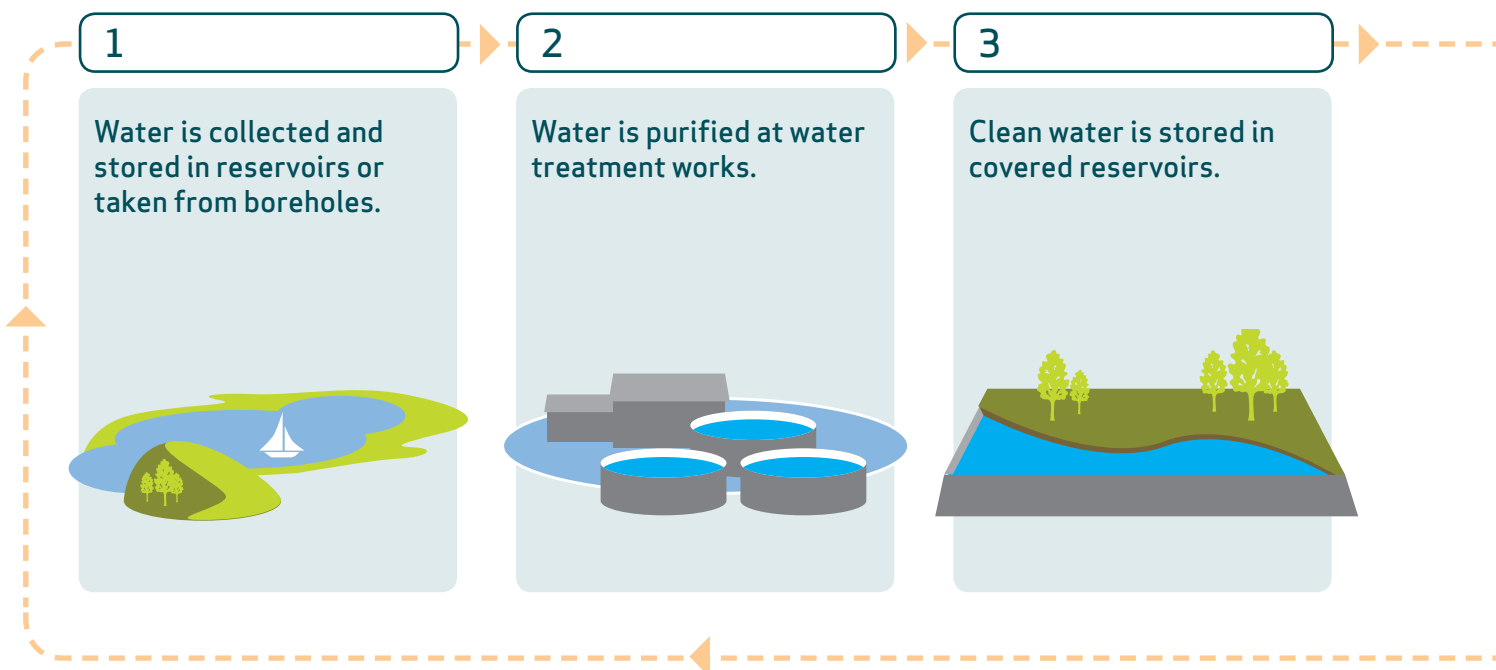 1
Water is collected and
stored in reservoirs or
taken from boreholes.
2
Water is purified at water
treatment works.
3
Clean water is stored in
covered reservoirs.